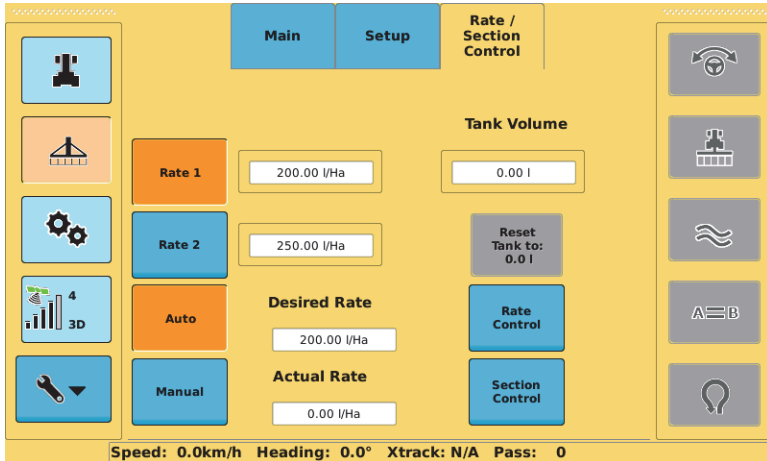 Main
Setup
Rate /
Section
Control
Tank Volume
Rate 1
200.00 l/Ha
0.00 l
Rate 2
250.00 l/Ha
Reset
Tank to:
0.0 l
4
3D
Auto
Desired Rate
200.00 l/Ha
Rate
Control
A B
Manual
Actual Rate
0.00 l/Ha
Section
Control
Speed: 0.0km/h Heading: 0.0° Xtrack: N/A Pass: 0